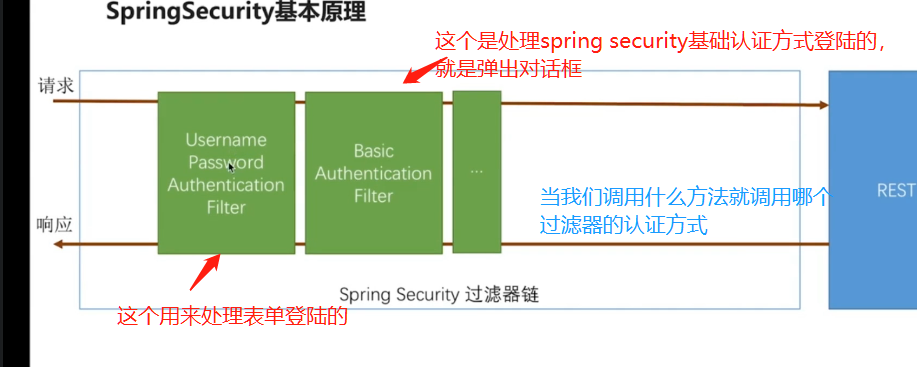 SpringSecurity基本原理
这个是处理spring security基础认证方式登陆的,
就是弹出对话框
请求
Username
Password
Authentication
Filter
Basic
Authentication
Filter
...
REST
当我们调用什么方法就调用哪个
过滤器的认证方式
响应
Spring Security 过滤器链
这个用来处理表单登陆的